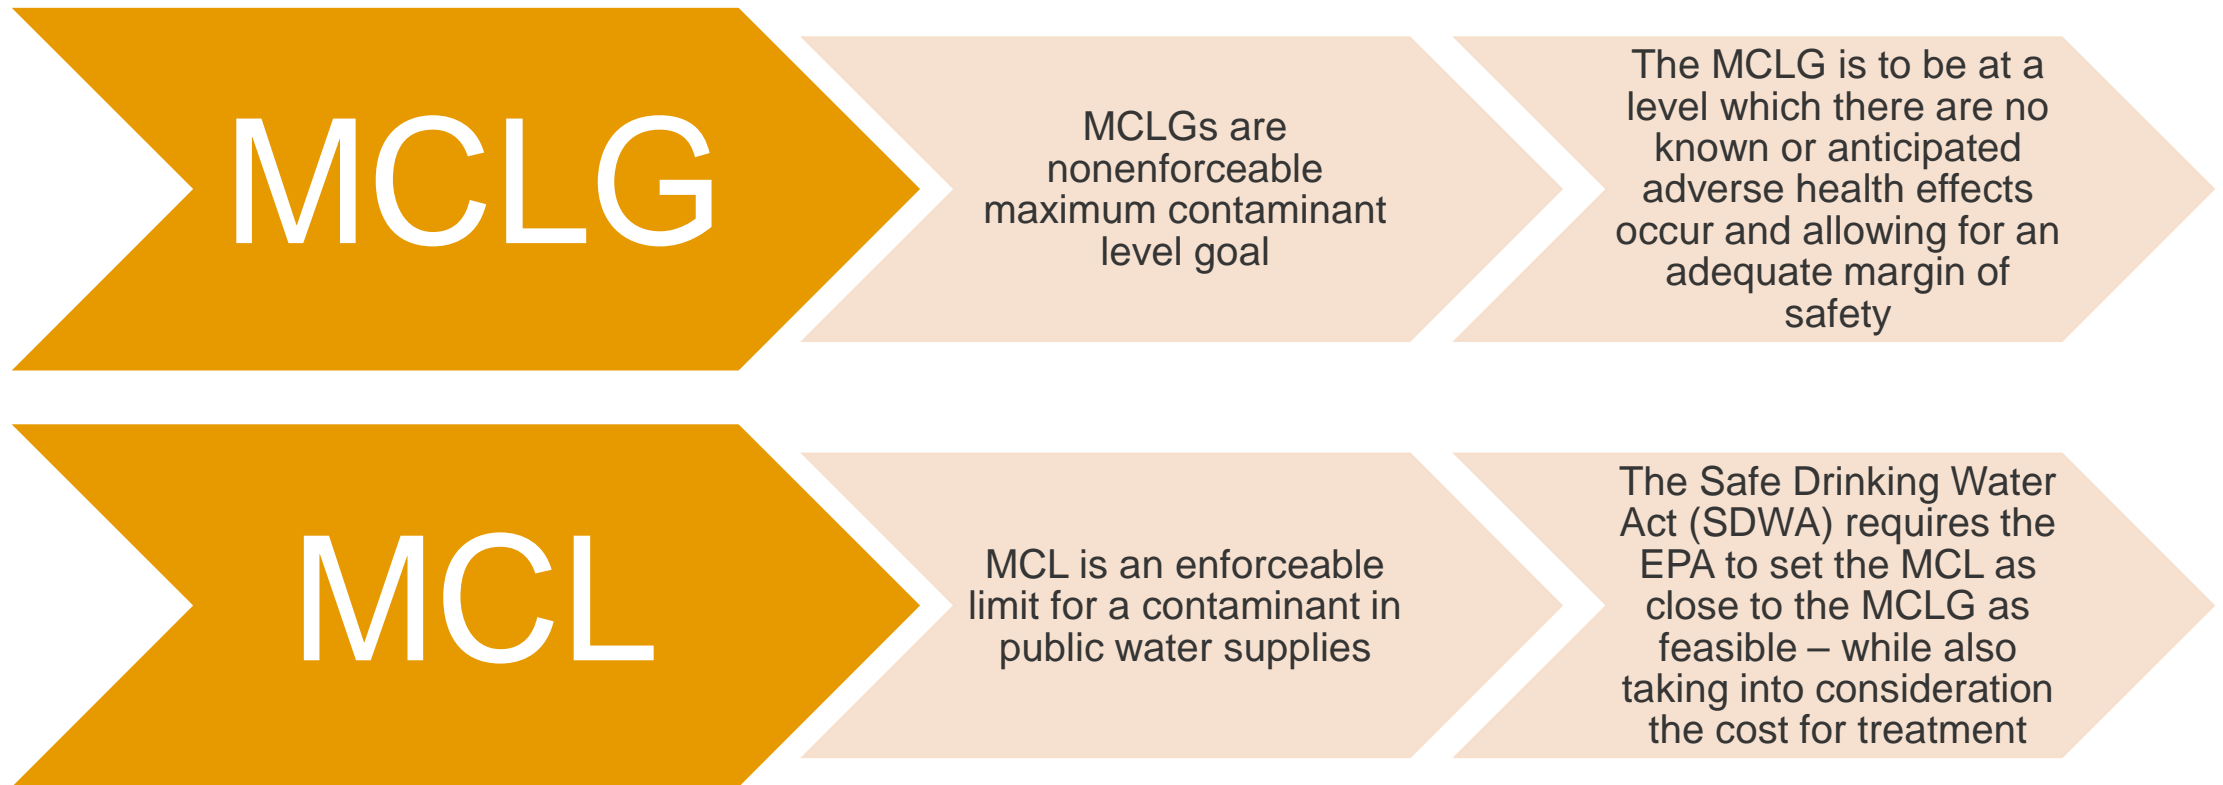 MCLG
MCLGs are
nonenforceable
maximum contaminant
level goal
The MCLG is to be at a
level which there are no
known or anticipated
adverse health effects
occur and allowing for an
adequate margin of
safety
MCL
MCL is an enforceable
limit for a contaminant in
public water supplies
The Safe Drinking Water
Act (SDWA) requires the
EPA to set the MCL as
close to the MCLG as
feasible – while also
taking into consideration
the cost for treatment